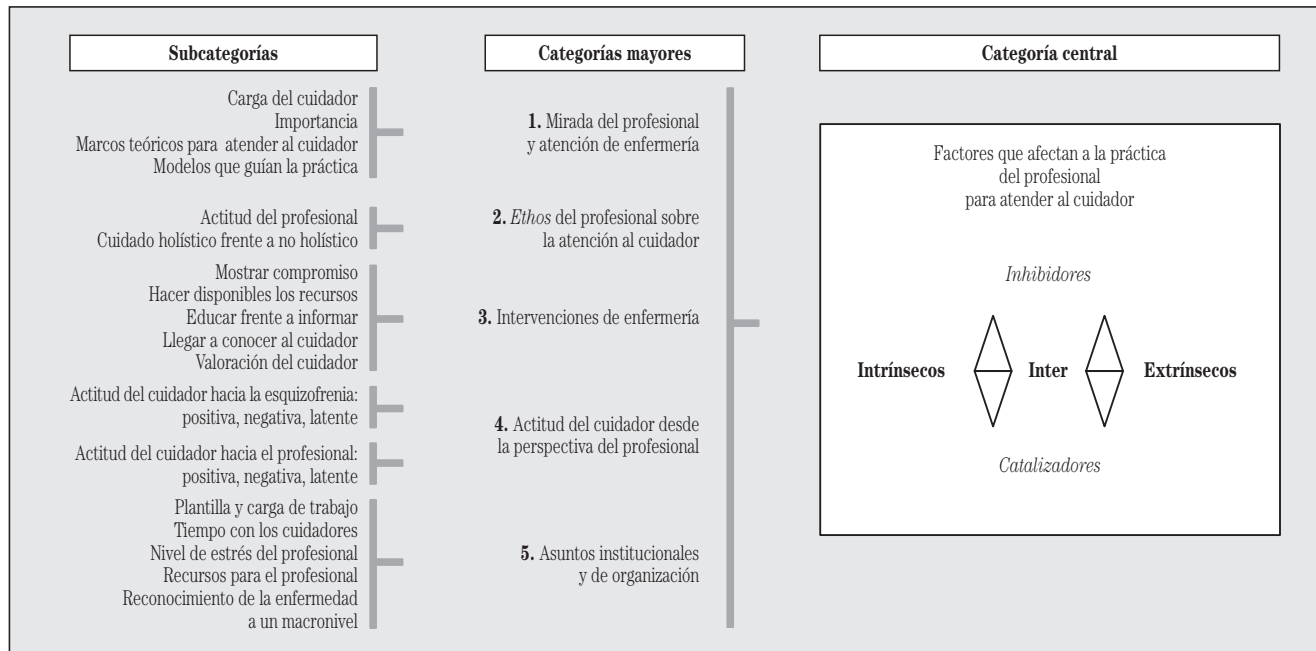 Subcategorías
Carga del cuidador
Importancia
Marcos teóricos para atender al cuidador
Modelos que guían la práctica
Actitud del profesional
Cuidado holístico frente a no holístico
Mostrar compromiso
Hacer disponibles los recursos
Educar frente a informar
Llegar a conocer al cuidador
Valoración del cuidador
Actitud del cuidador hacia la esquizofrenia:
positiva, negativa, latente
Actitud del cuidador hacia el profesional:
positiva, negativa, latente
Plantilla y carga de trabajo
Tiempo con los cuidadores
Nivel de estrés del profesional
Recursos para el profesional
Reconocimiento de la enfermedad
a un macronivel
Categorías mayores
1. Mirada del profesional
y atención de enfermería
2. Ethos del profesional sobre
la atención al cuidador
3. Intervenciones de enfermería
4. Actitud del cuidador desde
la perspectiva del profesional
5. Asuntos institucionales
y de organización
Categoría central
Factores que afectan a la práctica
del profesional
para atender al cuidador
Inhibidores
Intrínsecos Inter Extrínsecos
Catalizadores